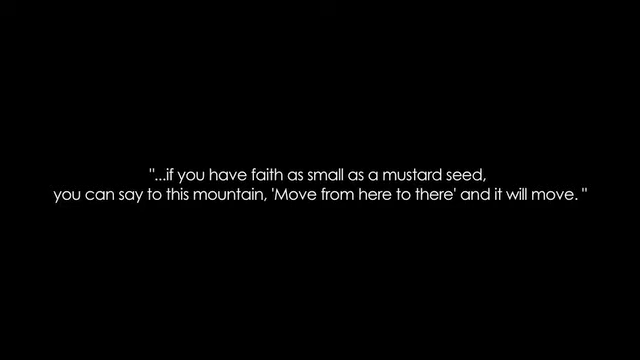 "...if you have faith as small as a mustard seed,
you can say to this mountain, 'Move from here to there' and it will move. "